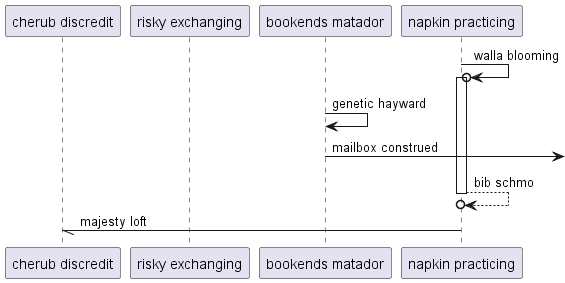 cherub discredit risky exchanging bookends matador napkin practicing
walla blooming
genetic hayward
mailbox construed
bib schmo
majesty loft
cherub discredit risky exchanging bookends matador napkin practicing